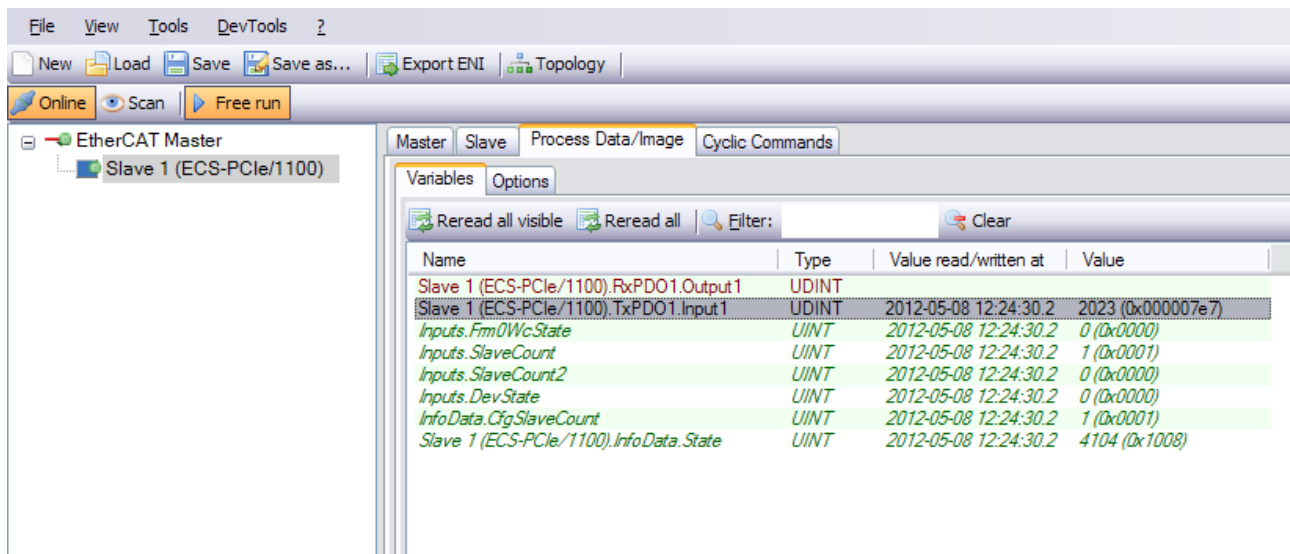 File View Tools DevTools ?
New Load Save Save as... Export ENI Topology
Online Scan Free run
EtherCAT Master
Slave 1 (ECS-PCIe/1100)
Master Slave Process Data/Image Cyclic Commands
Variables Options
Reread all visible Reread all Filter: Clear
Name Type Value read/written at Value
Slave 1 (ECS-PCIe/1100).RxPDO1.Output1 UDINT
Slave 1 (ECS-PCIe/1100).TxPDO1.Input1 UDINT 2012-05-08 12:24:30.2 2023 (0x000007e7)
Inputs.Frm0WcState UINT 2012-05-08 12:24:30.2 0 (0x0000)
Inputs.SlaveCount UINT 2012-05-08 12:24:30.2 1 (0x0001)
Inputs.SlaveCount2 UINT 2012-05-08 12:24:30.2 0 (0x0000)
Inputs.DevState UINT 2012-05-08 12:24:30.2 0 (0x0000)
InfoData.CfgSlaveCount UINT 2012-05-08 12:24:30.2 1 (0x0001)
Slave 1 (ECS-PCIe/1100).InfoData.State UINT 2012-05-08 12:24:30.2 4104 (0x1008)